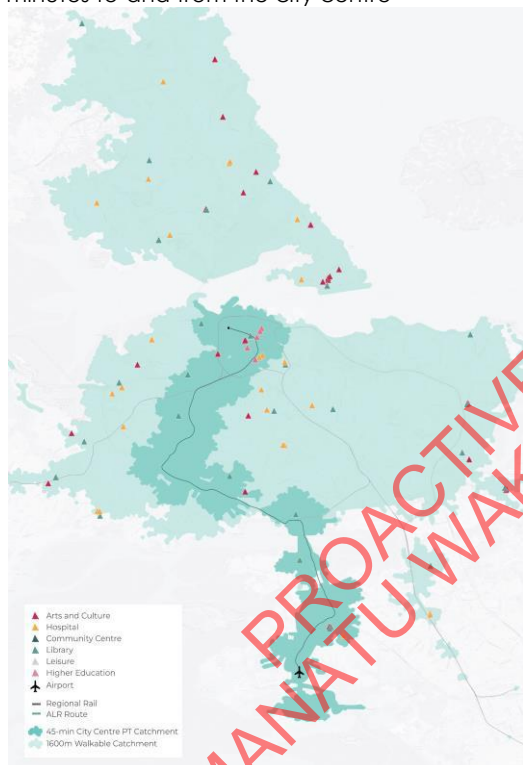 minutes to and from the city centre
PROACTIVE
MANATU WAK
Arts and Culture
Hospital
Community Centre
Library
Leisure
Higher Education
Airport
Regional Rail
ALR Route
45-min City Centre PT Catchment
1600m Walkable Catchment